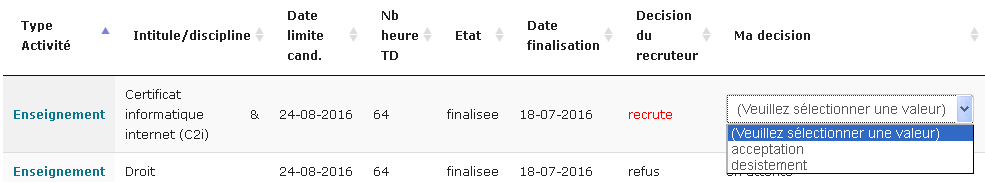 Type Activité Intitule/discipline Date limite cand. Nb heure TD Etat Date finalisation Decision du recruteur Ma decision
Enseignement Certificat informatique & internet (C2i) 24-08-2016 64 finalisee 18-07-2016 recrute (Veuillez sélectionner une valeur)
(Veuillez sélectionner une valeur)
acceptation
desistement
Enseignement Droit 24-08-2016 64 finalisee 18-07-2016 refus